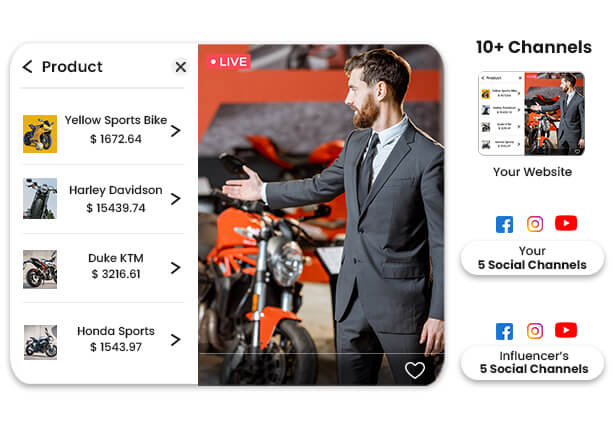 Product
Yellow Sports Bike
$ 1672.64
Harley Davidson
$ 15439.74
Duke KTM
$ 3216.61
Honda Sports
$ 1543.97
LIVE
10+ Channels
Your Website
Your
5 Social Channels
Influencer's
5 Social Channels